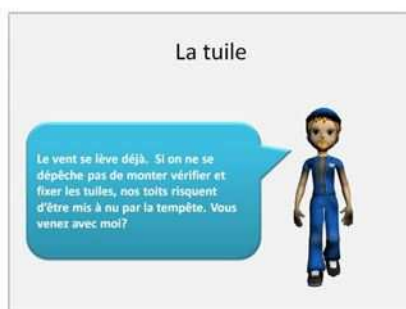 La tuile
Le vent se lève déjà.  Si on ne se
dépêche pas de monter vérifier et
fixer les tuiles, nos toits risquent
d'être mis à nu par la tempête. Vous
venez avec moi?